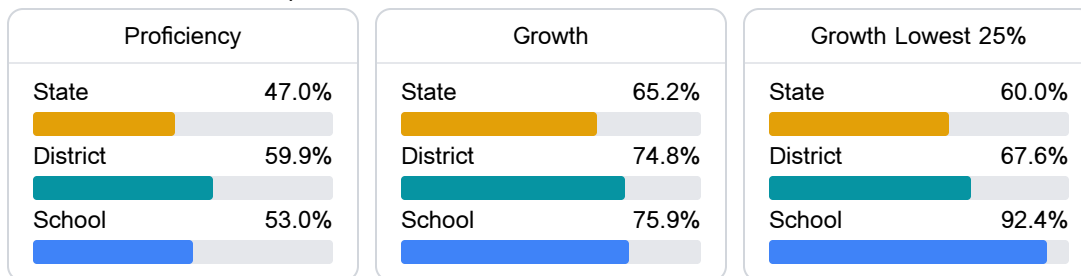 Proficiency
State 47.0%
District 59.9%
School 53.0%
Growth
State 65.2%
District 74.8%
School 75.9%
Growth Lowest 25%
State 60.0%
District 67.6%
School 92.4%